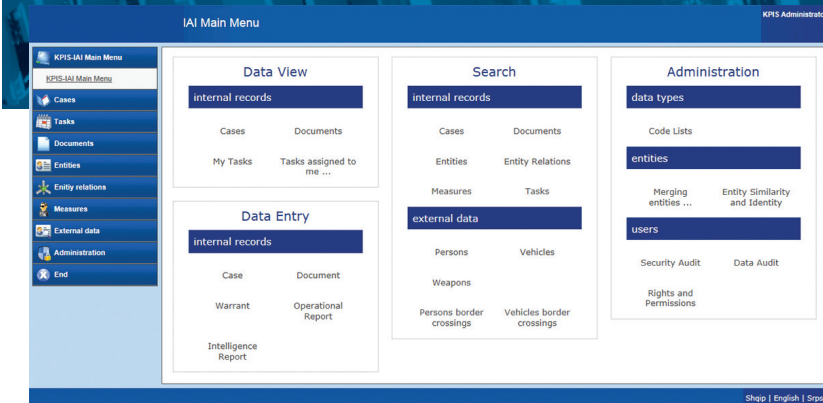 IAI Main Menu
KPIS Administrato
KPIS-IAI Main Menu
KPIS-IAI Main Menu
Cases
Tasks
Documents
Entities
Enitiy relations
Measures
External data
Administration
End
Data View
internal records
Cases Documents
My Tasks Tasks assigned to
me ...
Data Entry
internal records
Case Document
Warrant Operational
Report
Intelligence
Report
Search
internal records
Cases Documents
Entities Entity Relations
Measures Tasks
external data
Persons Vehicles
Weapons
Persons border Vehicles border
crossings crossings
Administration
data types
Code Lists
entities
Merging Entity Similarity
entities ... and Identity
users
Security Audit Data Audit
Rights and
Permissions
Shqip | English | Srps